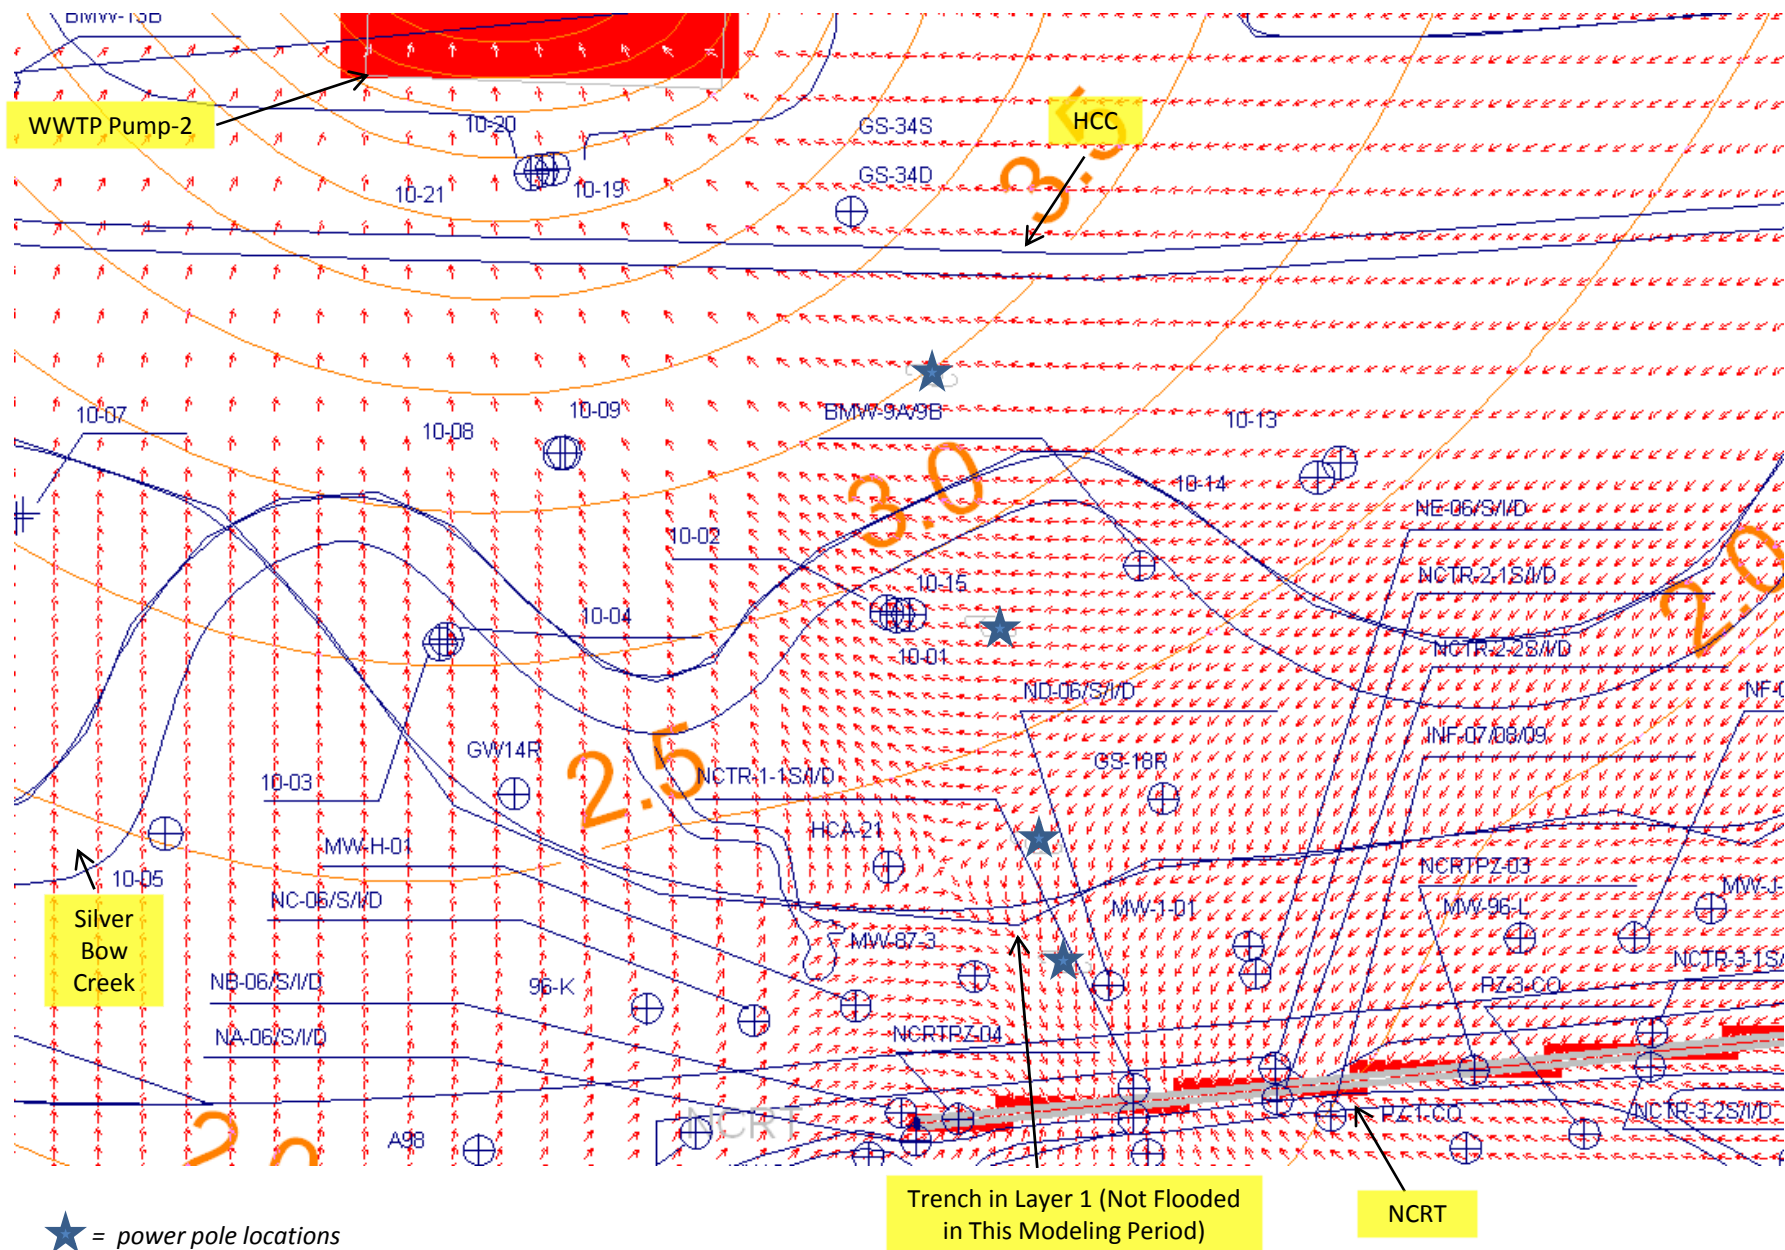 BMW-13B
WWTP Pump-2
10-20
10-21
10-19
GS-34S
GS-34D
HCC
3.5
10-07
10-08
10-09
BMW-9A/9B
10-13
3.0
10-14
10-02
NE-06/S/I/D
10-15
NCTR-2-1S/I/D
2.0
10-04
10-01
NCTR-2-2S/I/D
ND-06/S/I/D
NF-0
GW14R
2.5
INF-07/08/09
10-03
NCTR-1-1S/I/D
GS-18R
HCA-21
MW-H-01
10-05
NCRTPZ-03
MW-J-
NC-06/S/I/D
MW-I-01
MW-96-L
Silver
Bow
Creek
MW-87-3
NCTR-3-1S/
NB-06/S/I/D
96-K
PZ-3-CO
NA-06/S/I/D
NCRTPZ-04
NCRT
PZ-1-CO
NCTR-3-2S/I/D
A98
2.0
Trench in Layer 1 (Not Flooded
in This Modeling Period)
NCRT
= power pole locations